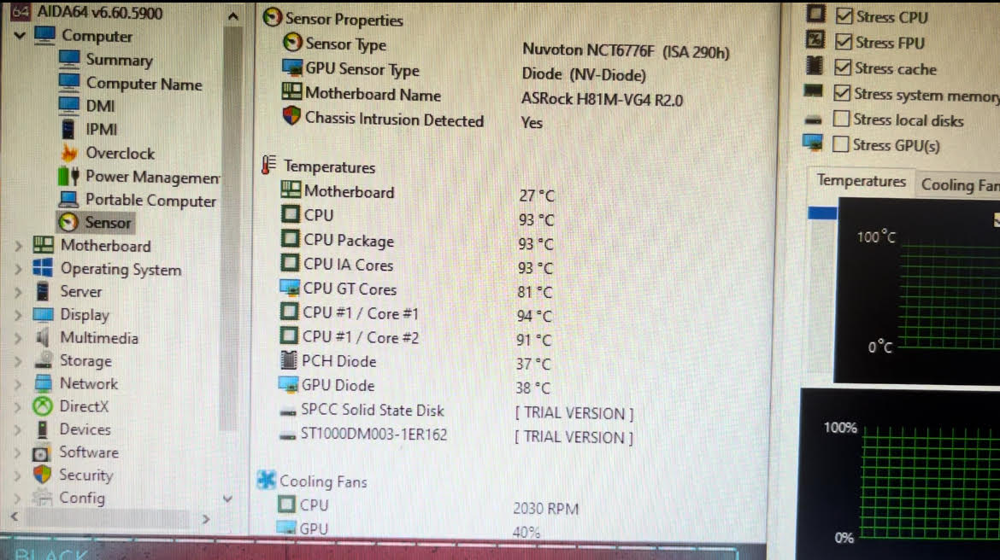 64 AIDA64 v6.60.5900
Computer
Summary
Computer Name
DMI
IPMI
Overclock
Power Managemen
Portable Computer
Sensor
Motherboard
Operating System
Server
Display
Multimedia
Storage
Network
DirectX
Devices
Software
Security
Config
Sensor Properties
Sensor Type Nuvoton NCT6776F (ISA 290h)
GPU Sensor Type Diode (NV-Diode)
Motherboard Name ASRock H81M-VG4 R2.0
Chassis Intrusion Detected Yes
Temperatures
Motherboard 27 °C
CPU 93 °C
CPU Package 93 °C
CPU IA Cores 93 °C
CPU GT Cores 81 °C
CPU #1 / Core #1 94 °C
CPU #1 / Core #2 91 °C
PCH Diode 37 °C
GPU Diode 38 °C
SPCC Solid State Disk [ TRIAL VERSION ]
ST1000DM003-1ER162 [ TRIAL VERSION ]
Cooling Fans
CPU 2030 RPM
GPU 40%
Stress CPU
Stress FPU
Stress cache
Stress system memory
Stress local disks
Stress GPU(s)
Temperatures Cooling Fan
100°C
0°C
100%
0%
BLACK